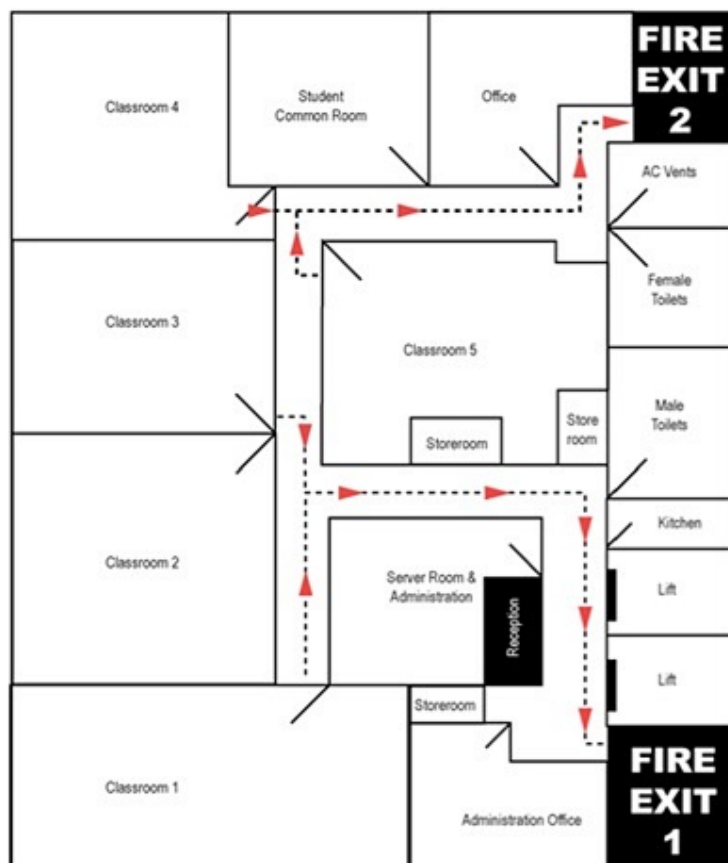 Classroom 4
Student
Common Room
Office
FIRE
EXIT
2
AC Vents
Female
Toilets
Classroom 3
Classroom 5
Male
Toilets
Store
room
Storeroom
Kitchen
Classroom 2
Server Room &
Administration
Reception
Lift
Lift
Storeroom
Classroom 1
Administration Office
FIRE
EXIT
1